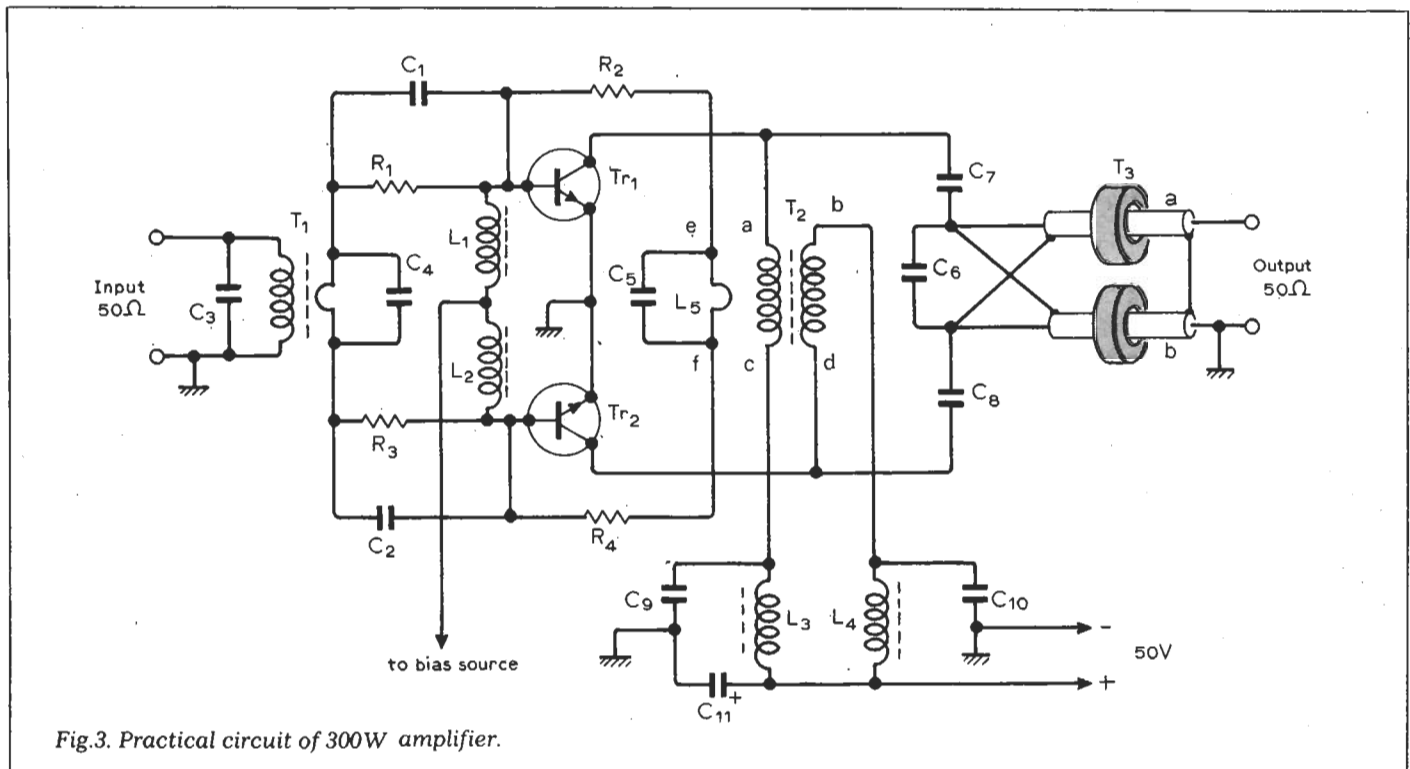 C1
R2
R1
Tr1
C7
T3
a
T1
L1
a
T2
b
e
C4
C5
L5
C6
Output
50Ω
Input
50Ω
C3
L2
f
c
d
b
C8
R3
Tr2
C2
R4
C9
L3
L4
C10
-
50V
to bias source
C11
+
+
Fig.3. Practical circuit of 300W amplifier.